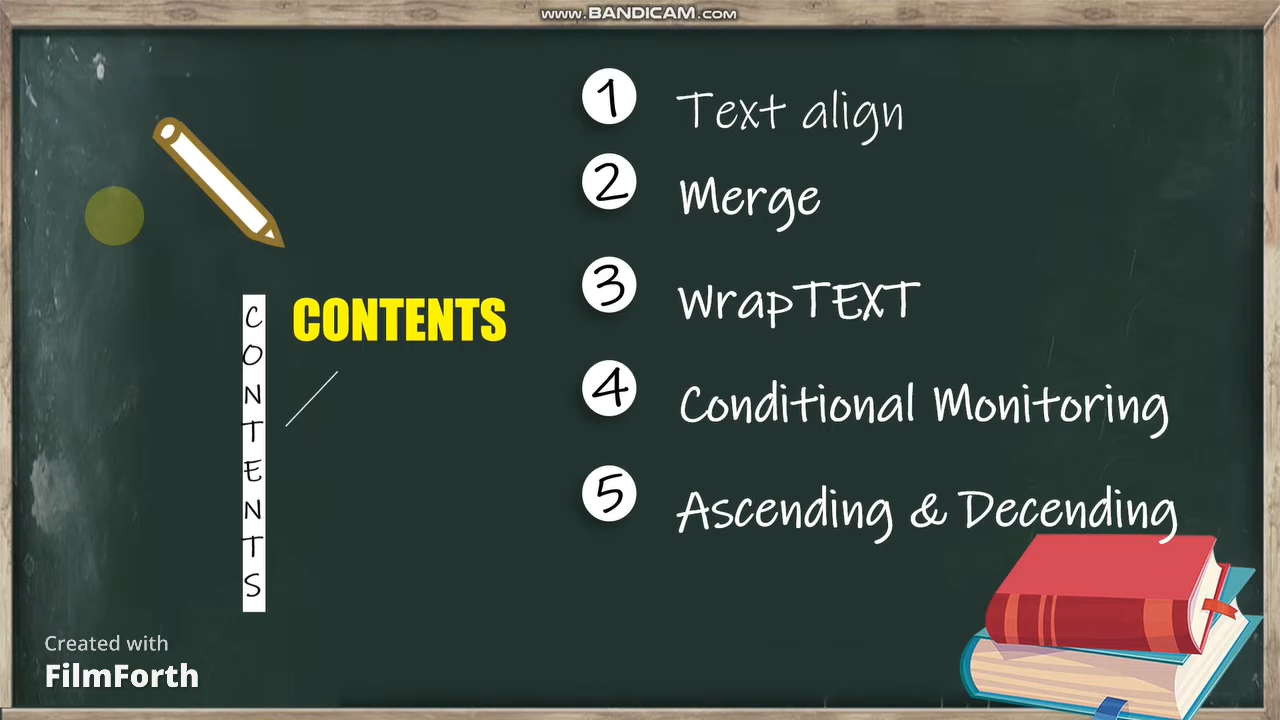 www.BANDICAM.com
1 Text align
2 Merge
3 WrapTEXT
4 Conditional Monitoring
5 Ascending & Decending
CONTENTS
C
O
N
T
E
N
T
S
Created with
FilmForth